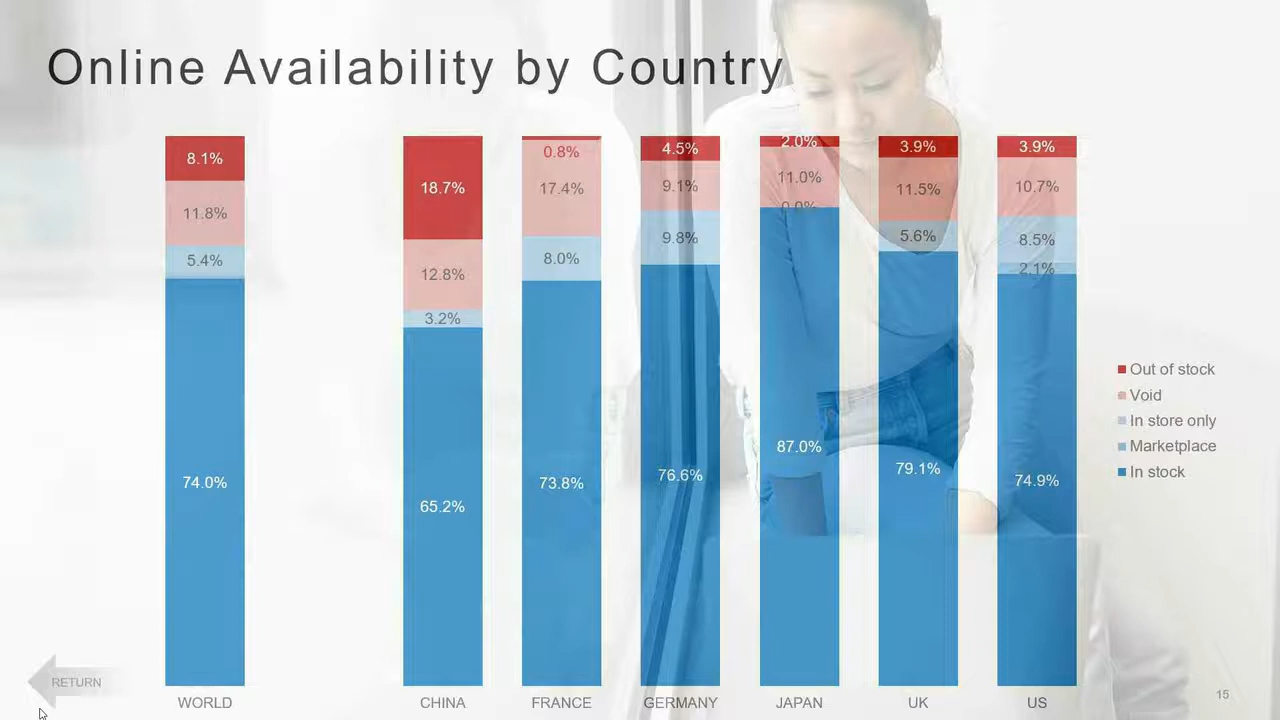 Online Availability by Country
8.1% 18.7% 0.8% 4.5% 2.0% 3.9% 3.9%
11.8% 12.8% 17.4% 9.1% 11.0% 11.5% 10.7%
5.4% 3.2% 8.0% 9.8% 0.0% 5.6% 8.5%
2.1%
74.0% 65.2% 73.8% 76.6% 87.0% 79.1% 74.9%
Out of stock
Void
In store only
Marketplace
In stock
WORLD CHINA FRANCE GERMANY JAPAN UK US
RETURN
15